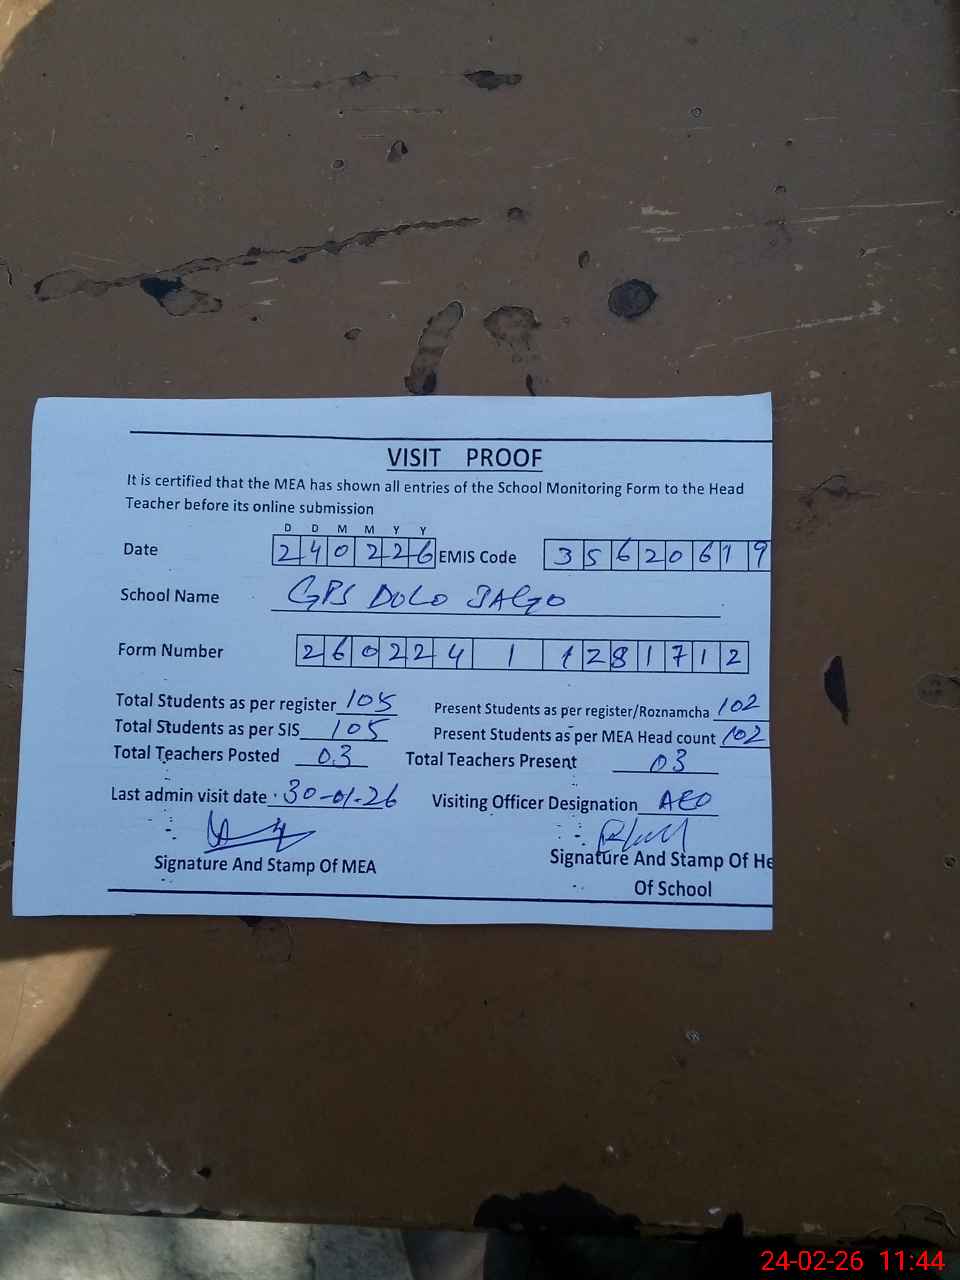 VISIT PROOF
It is certified that the MEA has shown all entries of the School Monitoring Form to the Head
Teacher before its online submission
D D M M Y Y
Date 2 4 0 2 2 6 EMIS Code 3 5 6 2 0 6 1 9
School Name GPS DOLO
Form Number 2 6 0 2 2 4 1 1 2 8 1 7 1 2
Total Students as per register 105 Present Students as per register/Roznamcha 102
Total Students as per SIS 105 Present Students as per MEA Head count 102
Total Teachers Posted 03 Total Teachers Present 03
Last admin visit date 30-01-26 Visiting Officer Designation AEO
Signature And Stamp Of MEA Signature And Stamp Of He
Of School
24-02-26 11:44